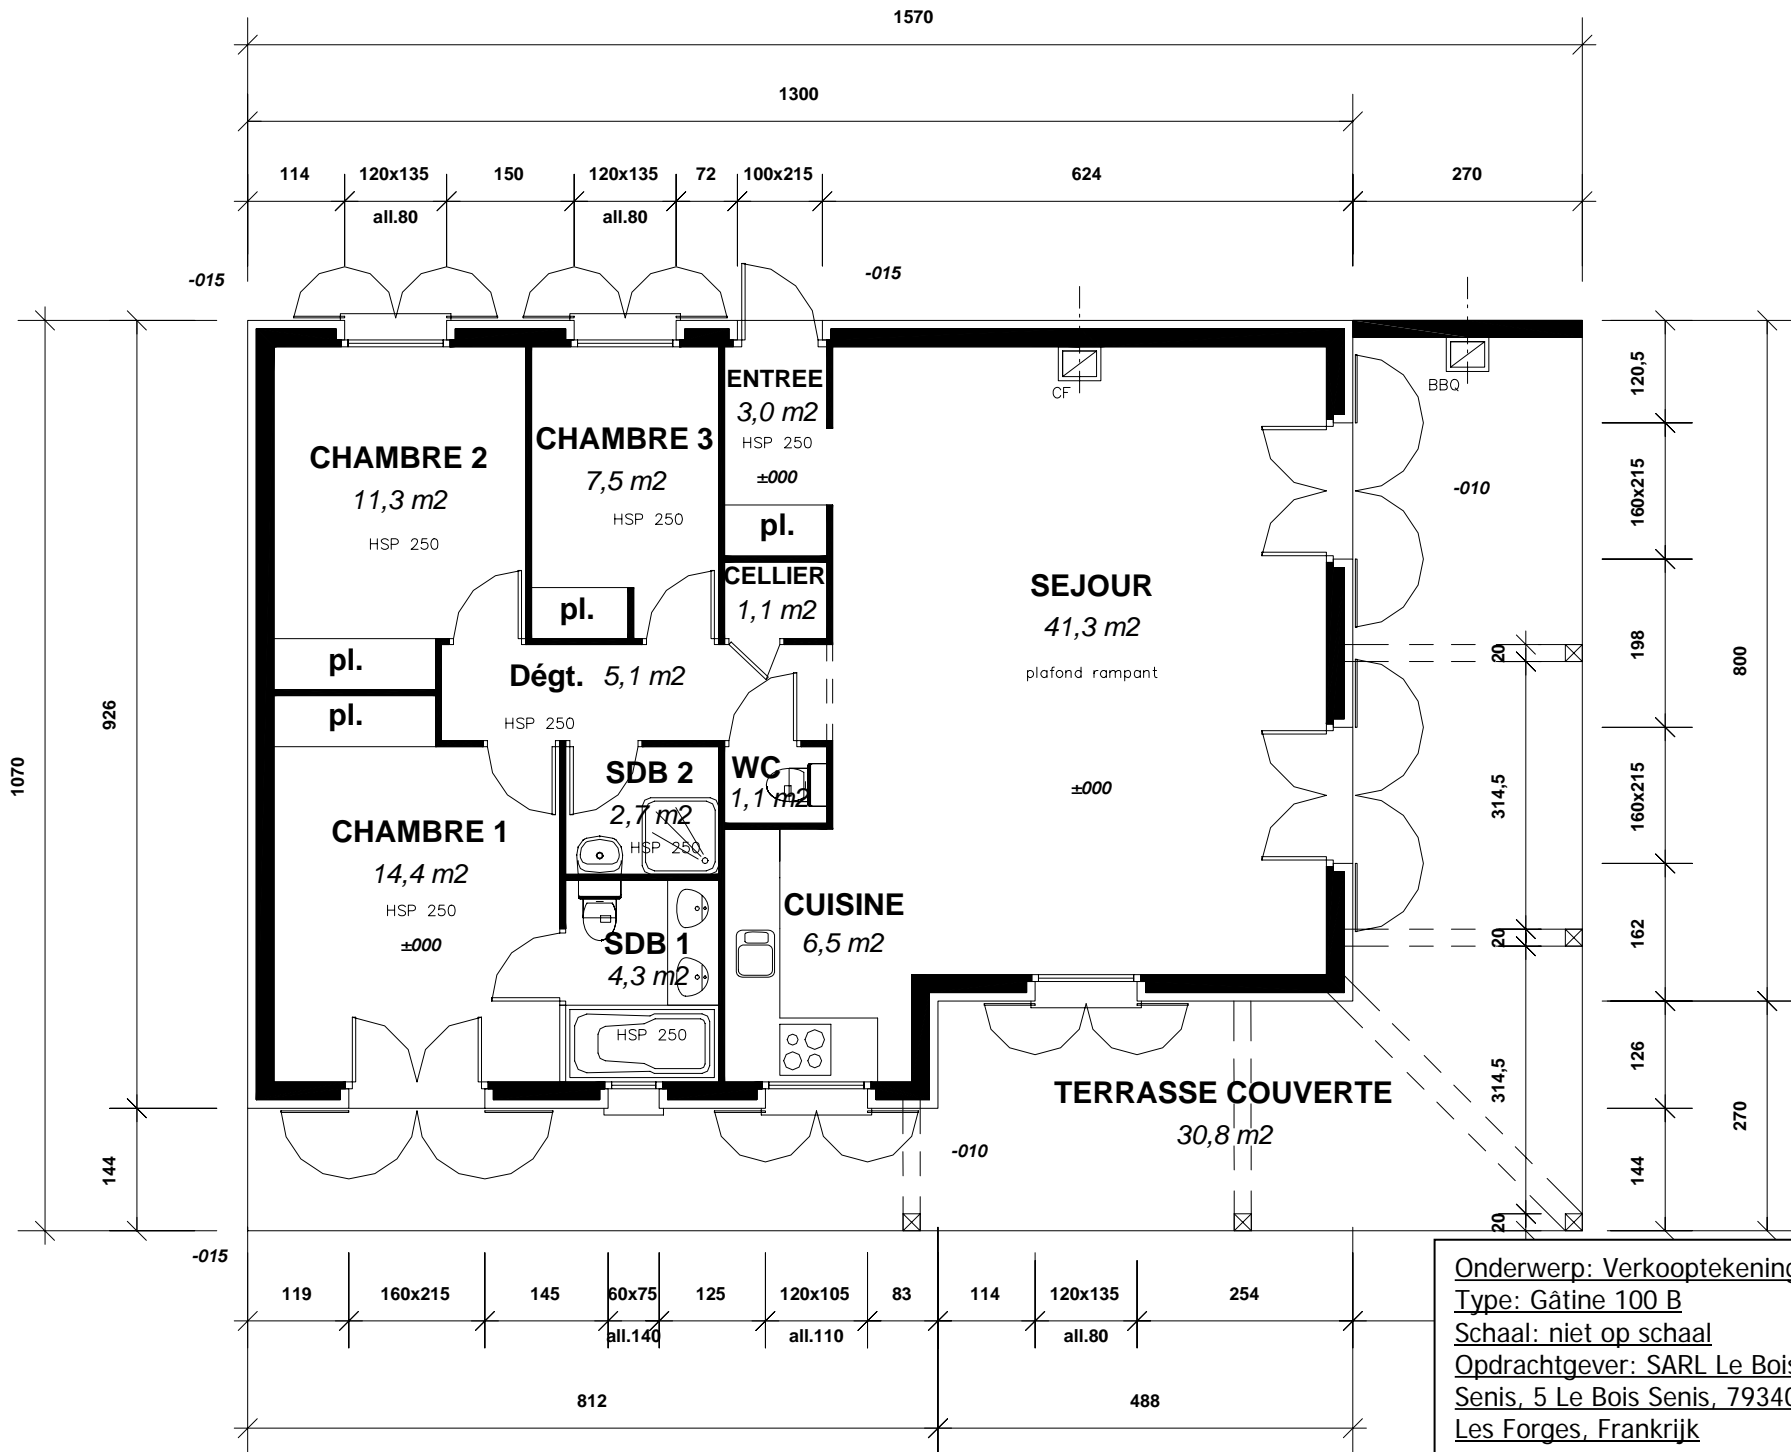 1570
1300
114 120x135 150 120x135 72 100x215 624 270
all.80 all.80
-015 -015
ENTREE
3,0 m2
HSP 250
±000
pl.
CF
BBQ
-010
CHAMBRE 2
11,3 m2
HSP 250
CHAMBRE 3
7,5 m2
HSP 250
pl.
CELLIER
1,1 m2
SEJOUR
41,3 m2
plafond rampant
±000
pl.
pl.
Dégt. 5,1 m2
HSP 250
SDB 2
2,7 m2
HSP 250
WC
1,1 m2
CHAMBRE 1
14,4 m2
HSP 250
±000
SDB 1
4,3 m2
HSP 250
CUISINE
6,5 m2
TERRASSE COUVERTE
30,8 m2
-010
-015
1070
926
144
120,5
160x215
198
160x215
162
126
144
800
270
20
314,5
20
314,5
20
119 160x215 145 60x75 125 120x105 83 114 120x135 254
all.140 all.110 all.80
812 488
Onderwerp: Verkooptekening
Type: Gâtine 100 B
Schaal: niet op schaal
Opdrachtgever: SARL Le Bois
Senis, 5 Le Bois Senis, 79340
Les Forges, Frankrijk